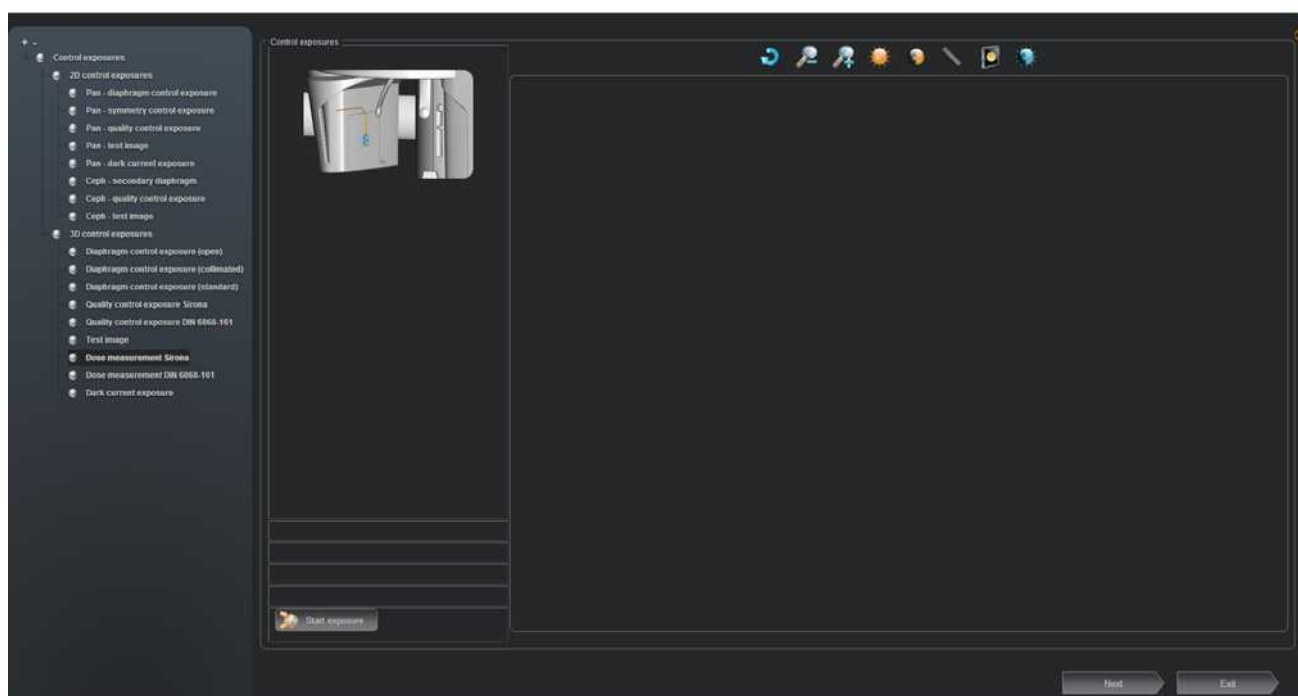 + -
Control exposures
2D control exposures
Pan - diaphragm control exposure
Pan - symmetry control exposure
Pan - quality control exposure
Pan - test image
Pan - dark current exposure
Ceph - secondary diaphragm
Ceph - quality control exposure
Ceph - test image
3D control exposures
Diaphragm control exposure (open)
Diaphragm control exposure (collimated)
Diaphragm control exposure (standard)
Quality control exposure Sirona
Quality control exposure DIN 6868-161
Test image
Dose measurement Sirona
Dose measurement DIN 6868-161
Dark current exposure
Control exposures
Start exposure
Next
Exit